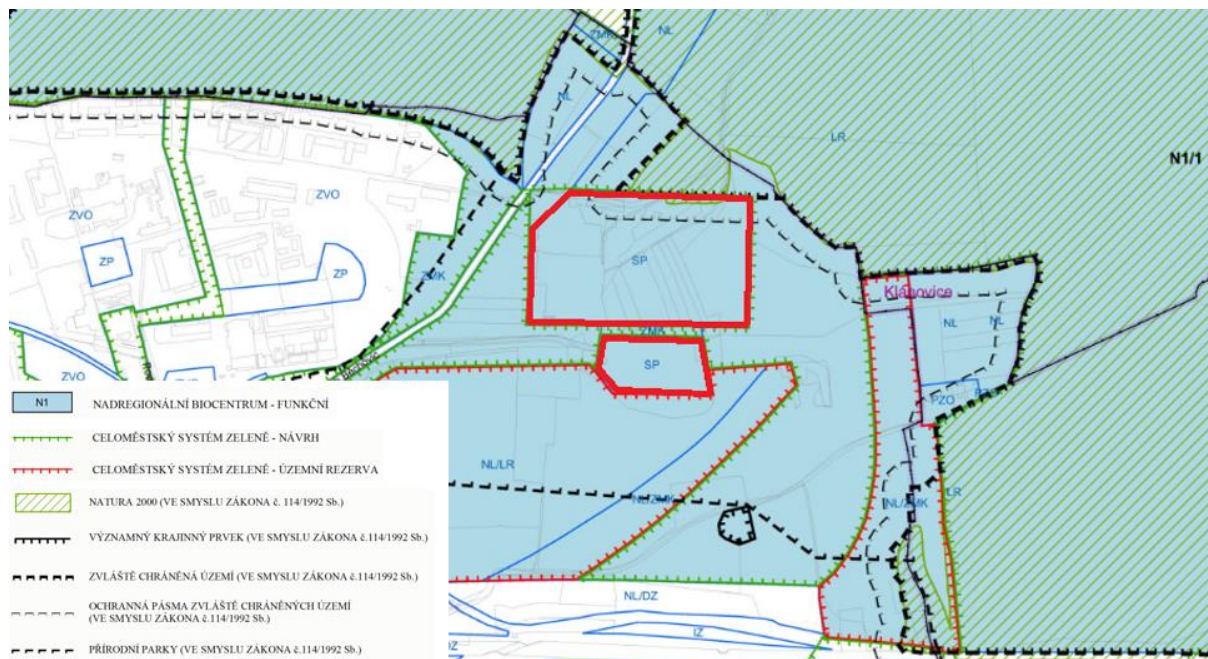 ZMK
NL
NL
LR
N1/1
ZVO
ZVO
ZP
ZP
ZMK
SP
Klánovice
NL
NL
ZMK
SP
ZVO
PZO
NL/LR
NL/ZMK
NL/ZMK
LR
NL/DZ
IZ
DZ
N1 NADREGIONÁLNÍ BIOCENTRUM - FUNKČNÍ
CELOMĚSTSKÝ SYSTÉM ZELENĚ - NÁVRH
CELOMĚSTSKÝ SYSTÉM ZELENĚ - ÚZEMNÍ REZERVA
NATURA 2000 (VE SMYSLU ZÁKONA č. 114/1992 Sb.)
VÝZNAMNÝ KRAJINNÝ PRVEK (VE SMYSLU ZÁKONA č.114/1992 Sb.)
ZVLÁŠTĚ CHRÁNĚNÁ ÚZEMÍ (VE SMYSLU ZÁKONA č.114/1992 Sb.)
OCHRANNÁ PÁSMA ZVLÁŠTĚ CHRÁNĚNÝCH ÚZEMÍ
(VE SMYSLU ZÁKONA č.114/1992 Sb.)
PŘÍRODNÍ PARKY (VE SMYSLU ZÁKONA č.114/1992 Sb.)